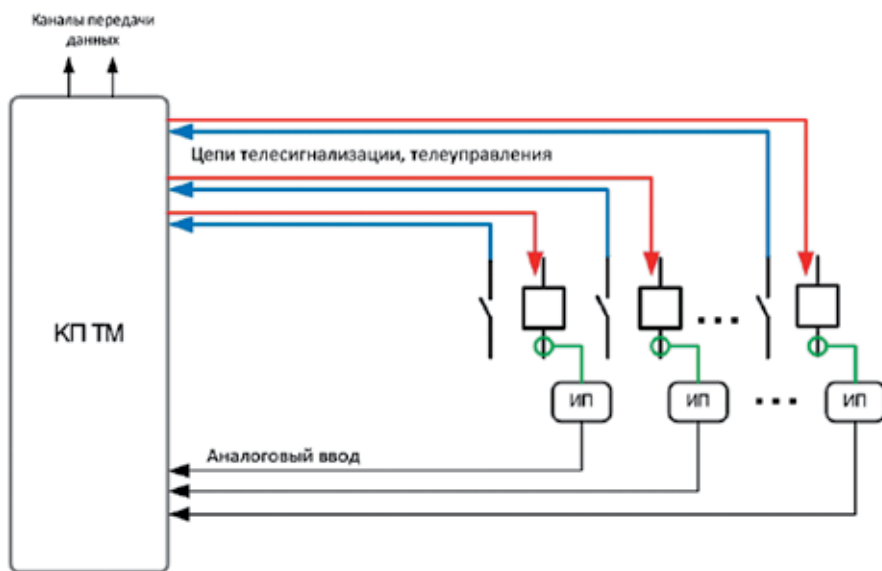 Каналы передачи
данных
Цепи телесигнализации, телеуправления
КП ТМ
ИП
ИП
ИП
Аналоговый ввод